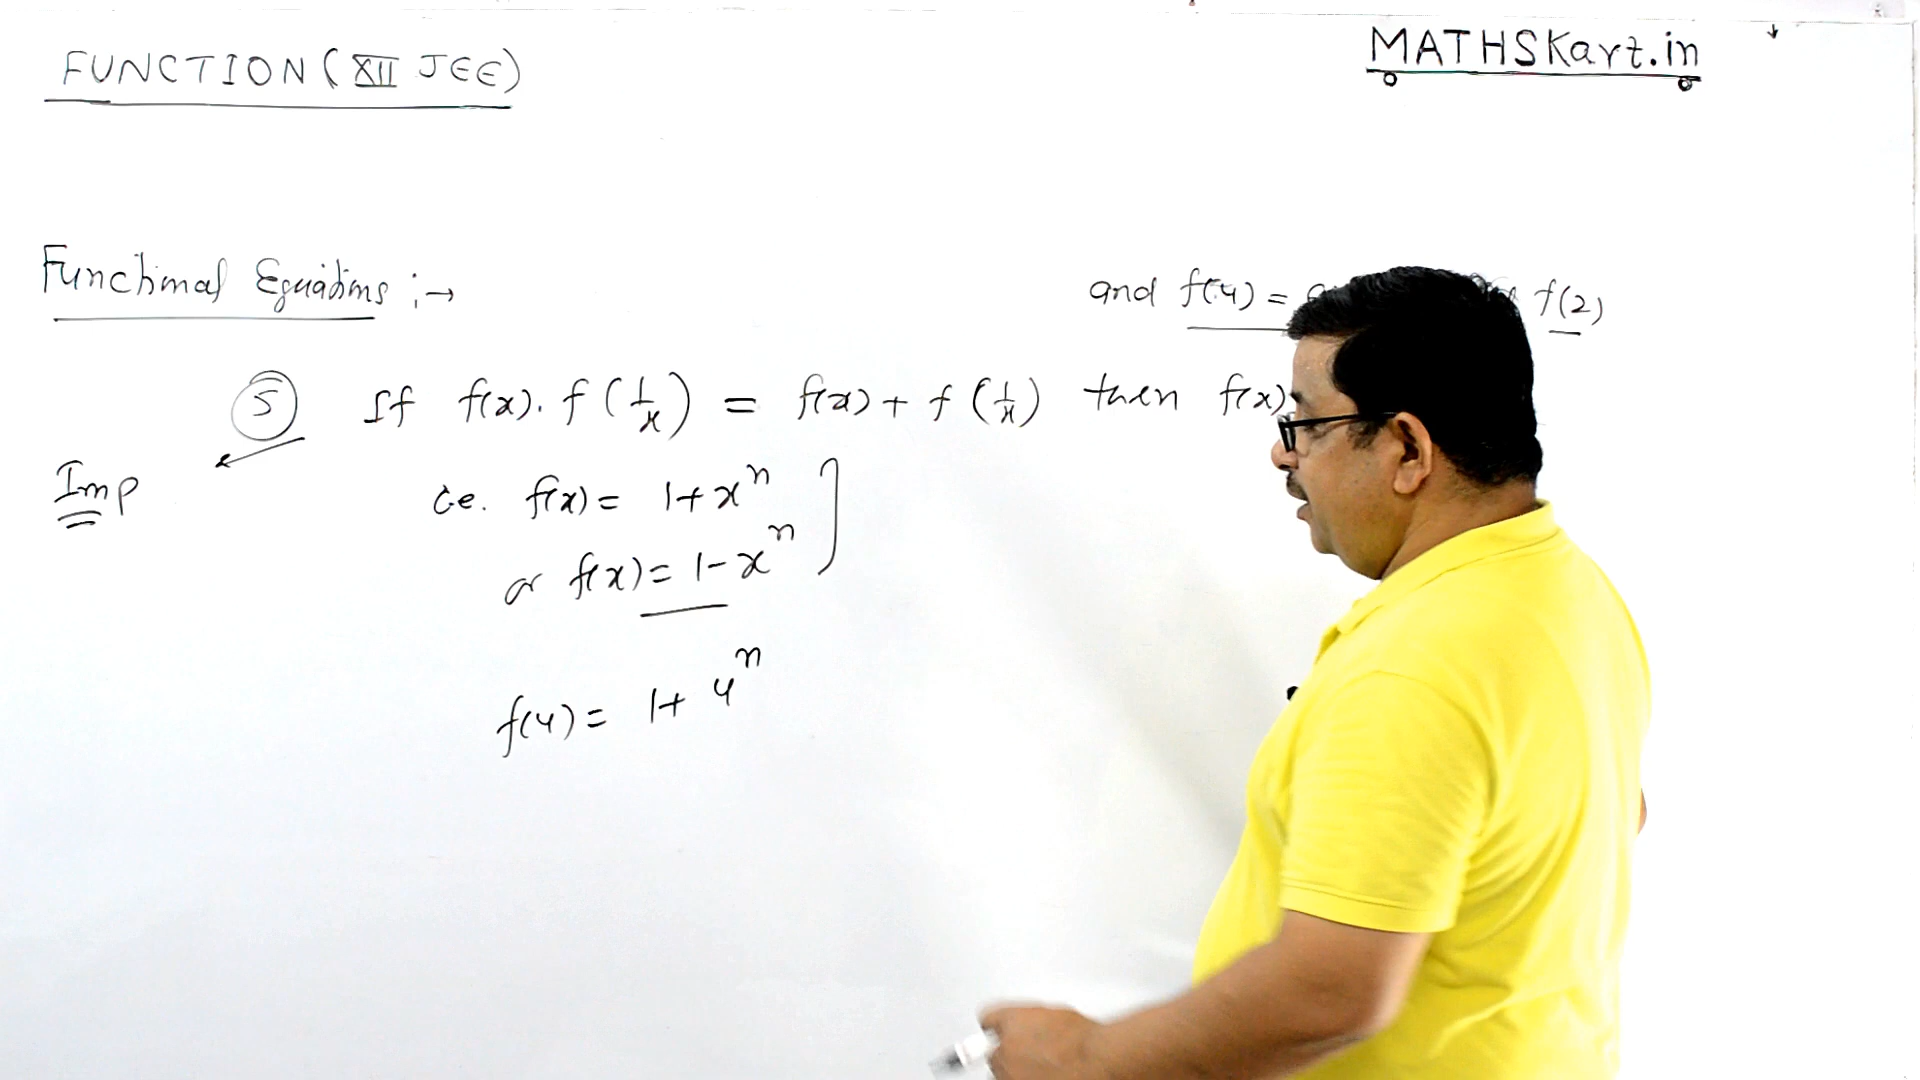 FUNCTION (XII JEE)
MATHSKart.in
Functional Equations :→
and f(4) = f(2)
5 If f(x). f(1/x) = f(x) + f(1/x) then f(x)
Imp
i.e. f(x) = 1+x^n
or f(x) = 1-x^n
f(4) = 1+ 4^n